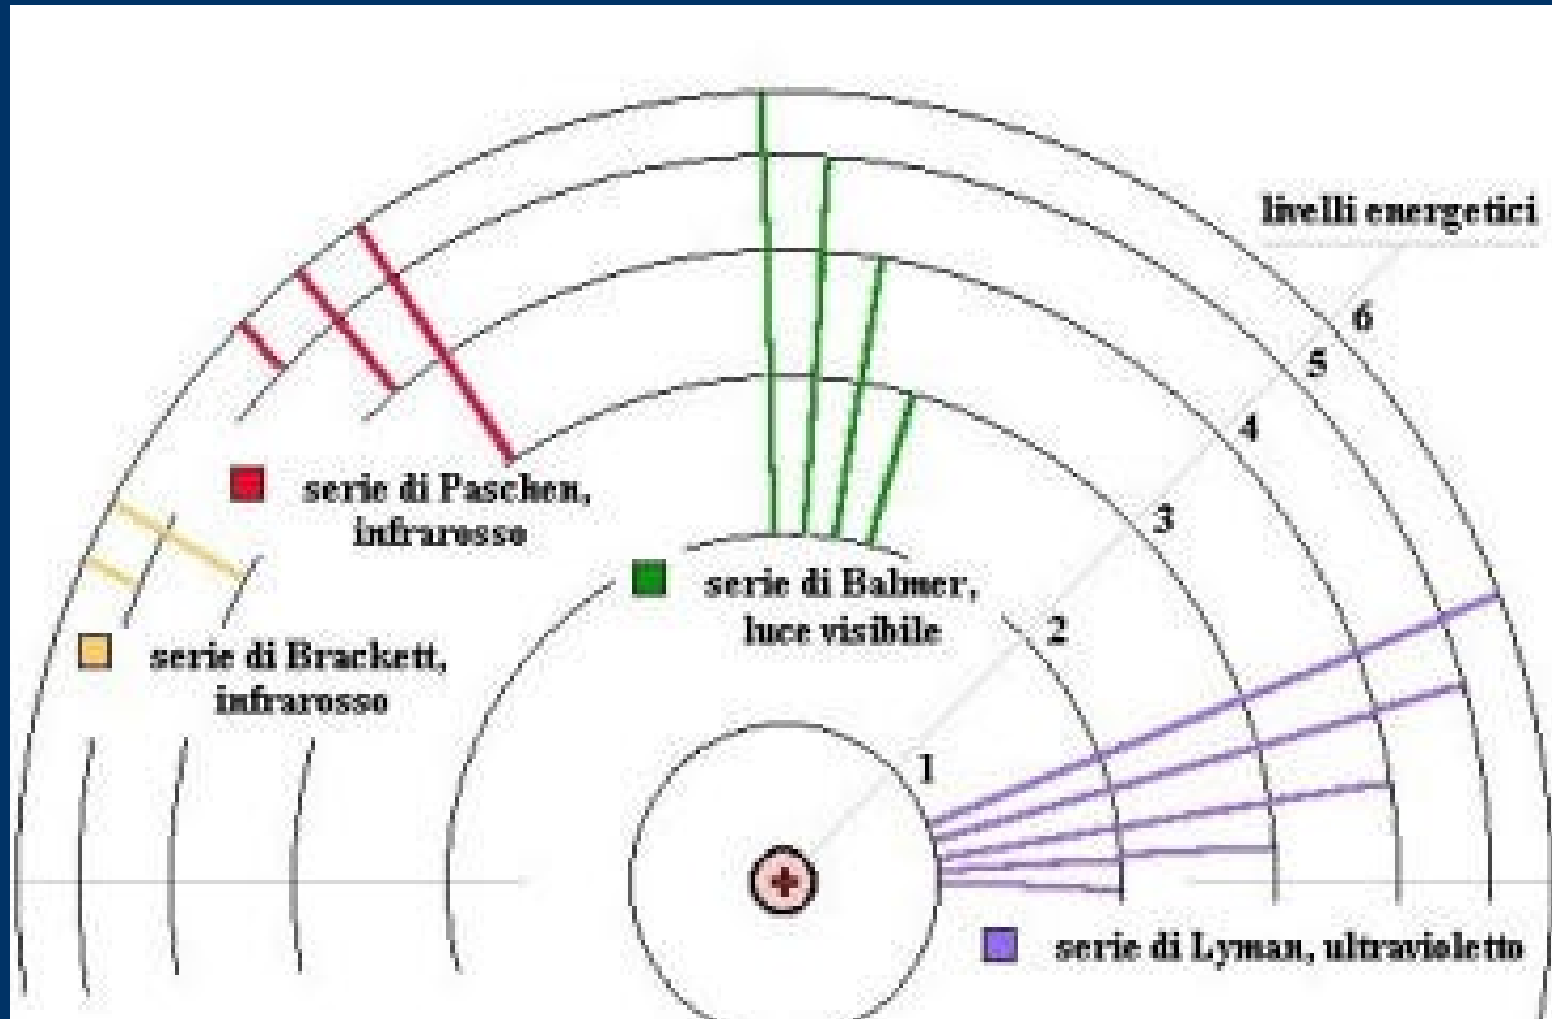 livelli energetici
6
5
4
3
2
1
serie di Paschen,
infrarosso
serie di Balmer,
luce visibile
serie di Brackett,
infrarosso
+
serie di Lyman, ultravioletto